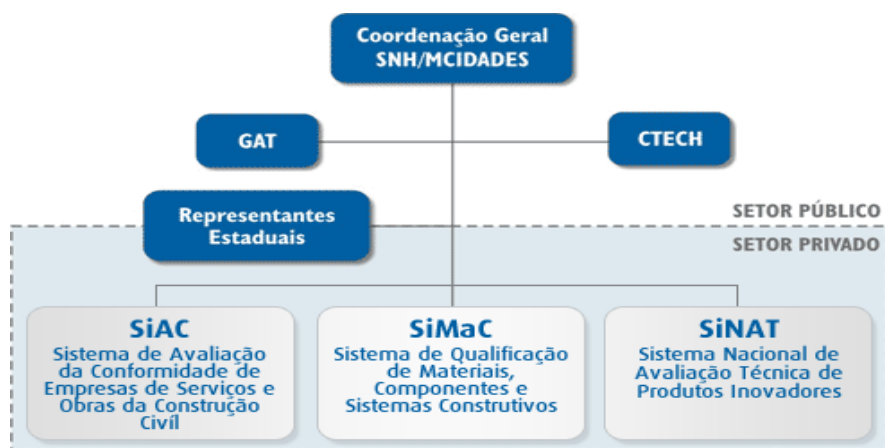 Coordenação Geral
SNH/MCIDADES
GAT
CTECH
Representantes
Estaduais
SETOR PÚBLICO
SETOR PRIVADO
SiAC
Sistema de Avaliação
da Conformidade de
Empresas de Serviços e
Obras da Construção
Civíl
SiMaC
Sistema de Qualificação
de Materiais,
Componentes e
Sistemas Construtivos
SiNAT
Sistema Nacional de
Avaliação Técnica de
Produtos Inovadores